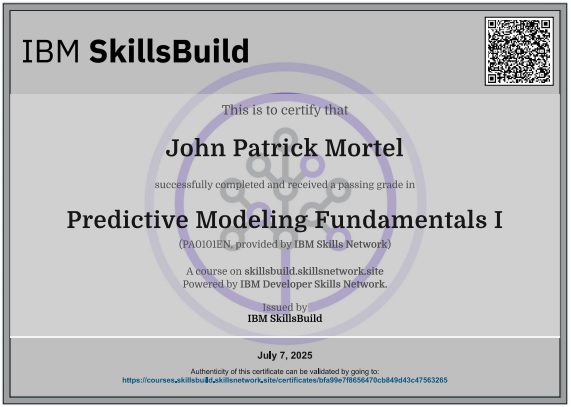 IBM SkillsBuild
This is to certify that
John Patrick Mortel
successfully completed and received a passing grade in
Predictive Modeling Fundamentals I
(PA0101EN, provided by IBM Skills Network)
A course on skillsbuild.skillsnetwork.site
Powered by IBM Developer Skills Network.
Issued by
IBM SkillsBuild
July 7, 2025
Authenticity of this certificate can be validated by going to:
https://courses.skillsbuild.skillsnetwork.site/certificates/bfa99e7f8656470cb849d43c47563265